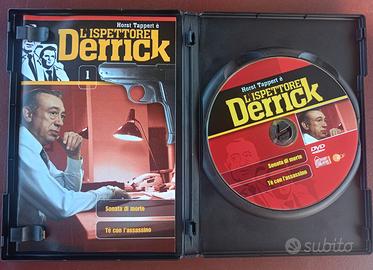 Horst Tappert è
L'ISPETTORE
Derrick
1
Sonata di morte
Tè con l'assassino
Horst Tappert è
L'ISPETTORE
Derrick
Sonata di morte
Tè con l'assassino
DVD
subito